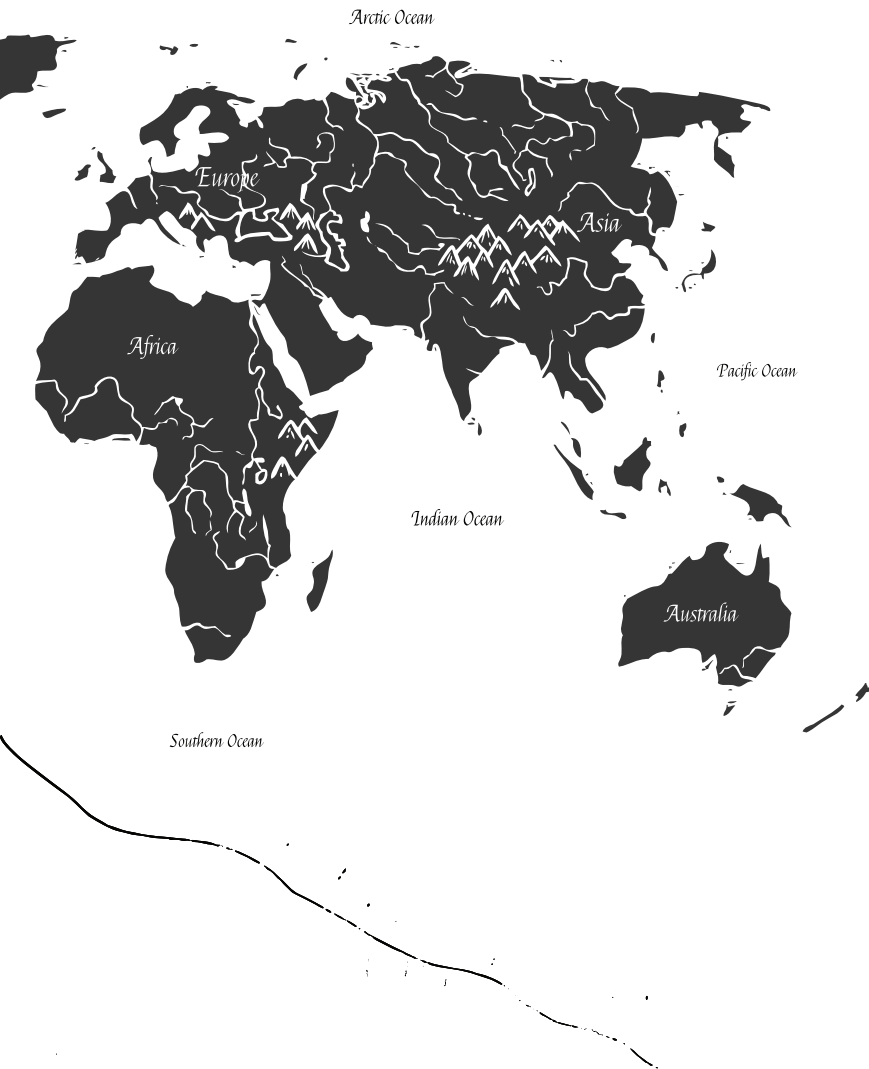 Arctic Ocean
Europe
Asia
Africa
Pacific Ocean
Indian Ocean
Australia
Southern Ocean